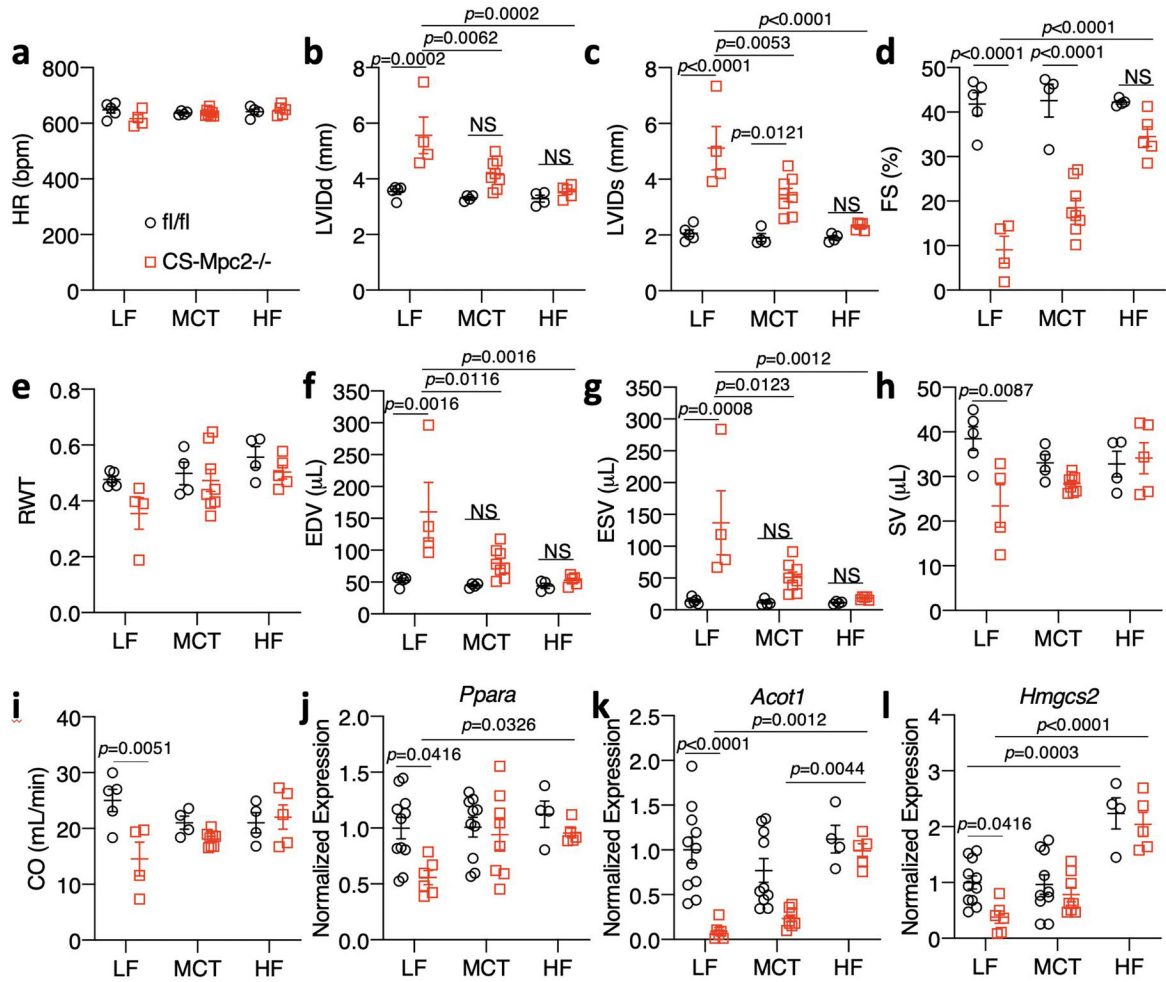 a
HR (bpm)
800
600
400
200
0
fl/fl
CS-Mpc2-/-
LF MCT HF
b
p=0.0002
p=0.0062
p=0.0002
LVIDd (mm)
8
6
4
2
0
NS
NS
LF MCT HF
c
p<0.0001
p=0.0053
p<0.0001
LVIDs (mm)
8
6
4
2
0
p=0.0121
NS
LF MCT HF
d
p<0.0001
p<0.0001 p<0.0001
NS
FS (%)
50
40
30
20
10
0
LF MCT HF
e
RWT
0.8
0.6
0.4
0.2
0.0
LF MCT HF
f
p=0.0016
p=0.0116
p=0.0016
EDV (µL)
350
300
250
200
150
100
50
0
NS
NS
LF MCT HF
g
p=0.0012
p=0.0123
p=0.0008
ESV (µL)
350
300
250
200
150
100
50
0
NS
NS
LF MCT HF
h
p=0.0087
SV (µL)
50
40
30
20
10
0
LF MCT HF
i
p=0.0051
CO (mL/min)
40
30
20
10
0
LF MCT HF
j
Ppara
p=0.0326
p=0.0416
Normalized Expression
2.0
1.5
1.0
0.5
0.0
LF MCT HF
k
Acot1
p=0.0012
p<0.0001
p=0.0044
Normalized Expression
2.5
2.0
1.5
1.0
0.5
0.0
LF MCT HF
l
Hmgcs2
p<0.0001
p=0.0003
p=0.0416
Normalized Expression
4
3
2
1
0
LF MCT HF